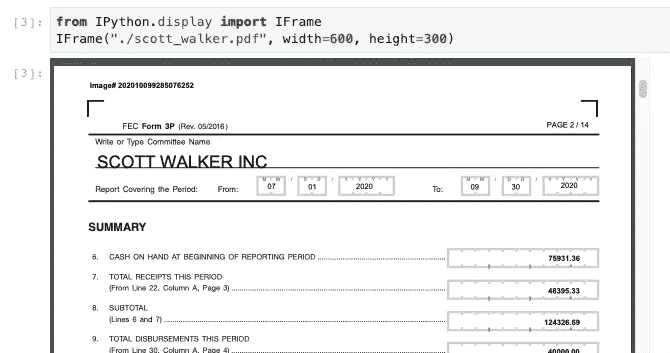 [3]: from IPython.display import IFrame
IFrame("./scott_walker.pdf", width=600, height=300)
[3]:
Image# 202010099285076252
FEC Form 3P (Rev. 05/2016)
PAGE 2 / 14
Write or Type Committee Name
SCOTT WALKER INC
M M / D D / Y Y Y Y M M / D D / Y Y Y Y
Report Covering the Period: From: 07 01 2020 To: 09 30 2020
SUMMARY
6. CASH ON HAND AT BEGINNING OF REPORTING PERIOD 75931.36
7. TOTAL RECEIPTS THIS PERIOD
(From Line 22, Column A, Page 3) 48395.33
8. SUBTOTAL
(Lines 6 and 7) 124326.69
9. TOTAL DISBURSEMENTS THIS PERIOD
(From Line 30, Column A, Page 4) 40000.00